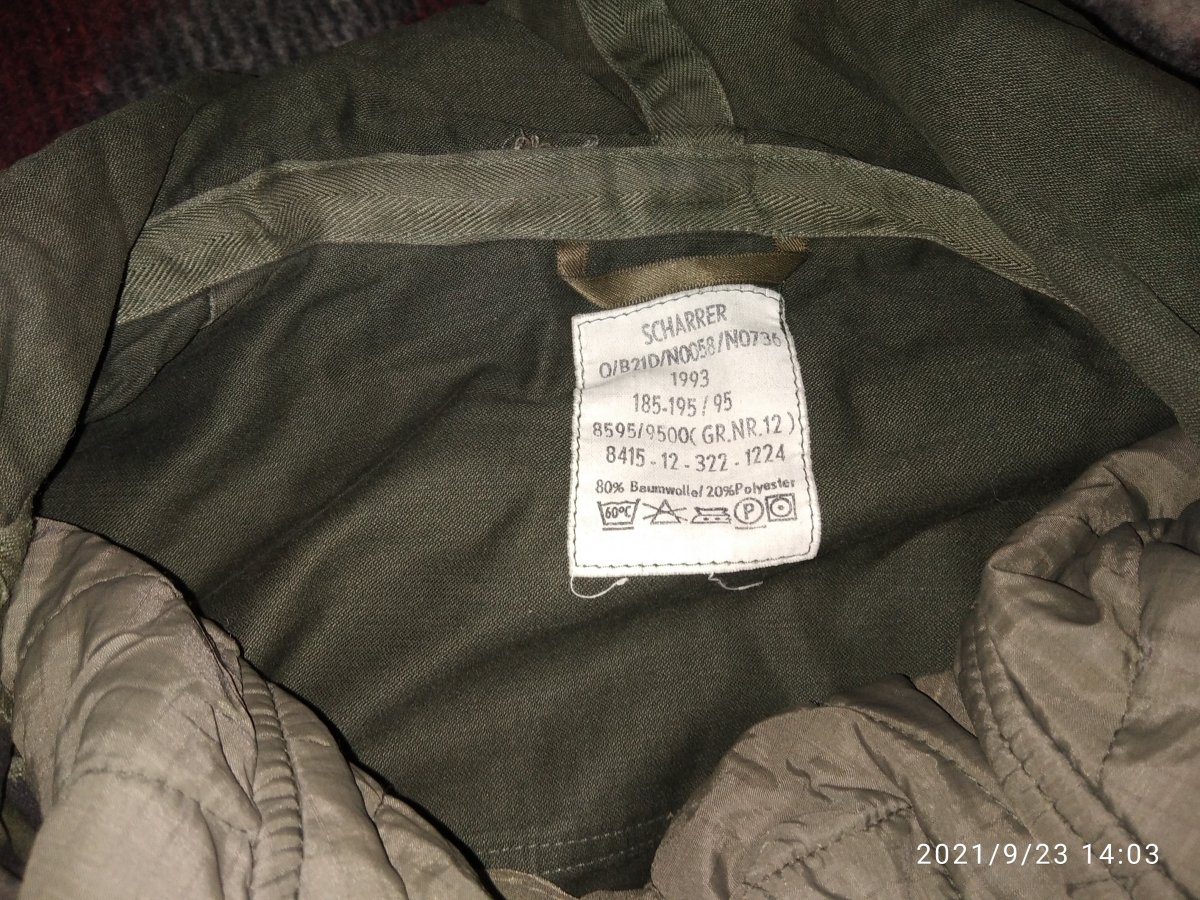 SCHARRER
O/B21D/N0058/N0736
1993
185-195/95
8595/9500(GR.NR.12)
8415-12-322-1224
80% Baumwolle/20%Polyester
60°C P
2021/9/23 14:03